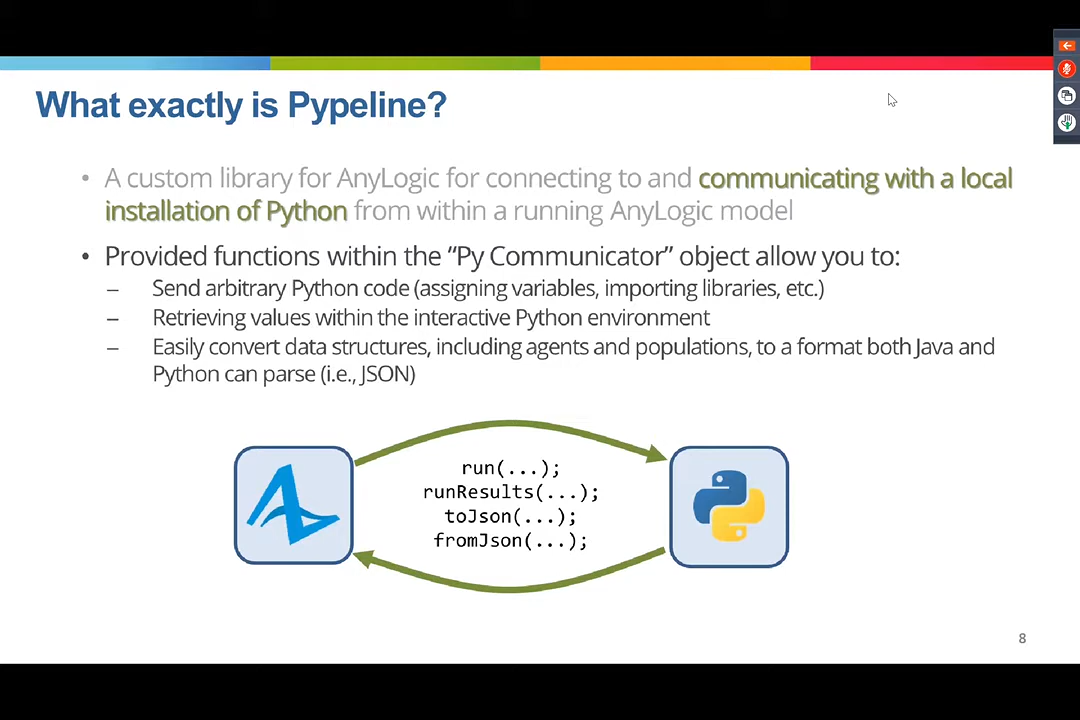 What exactly is Pypeline?
• A custom library for AnyLogic for connecting to and communicating with a local
installation of Python from within a running AnyLogic model
• Provided functions within the “Py Communicator” object allow you to:
– Send arbitrary Python code (assigning variables, importing libraries, etc.)
– Retrieving values within the interactive Python environment
– Easily convert data structures, including agents and populations, to a format both Java and
Python can parse (i.e., JSON)
run(...);
runResults(...);
toJson(...);
fromJson(...);
8